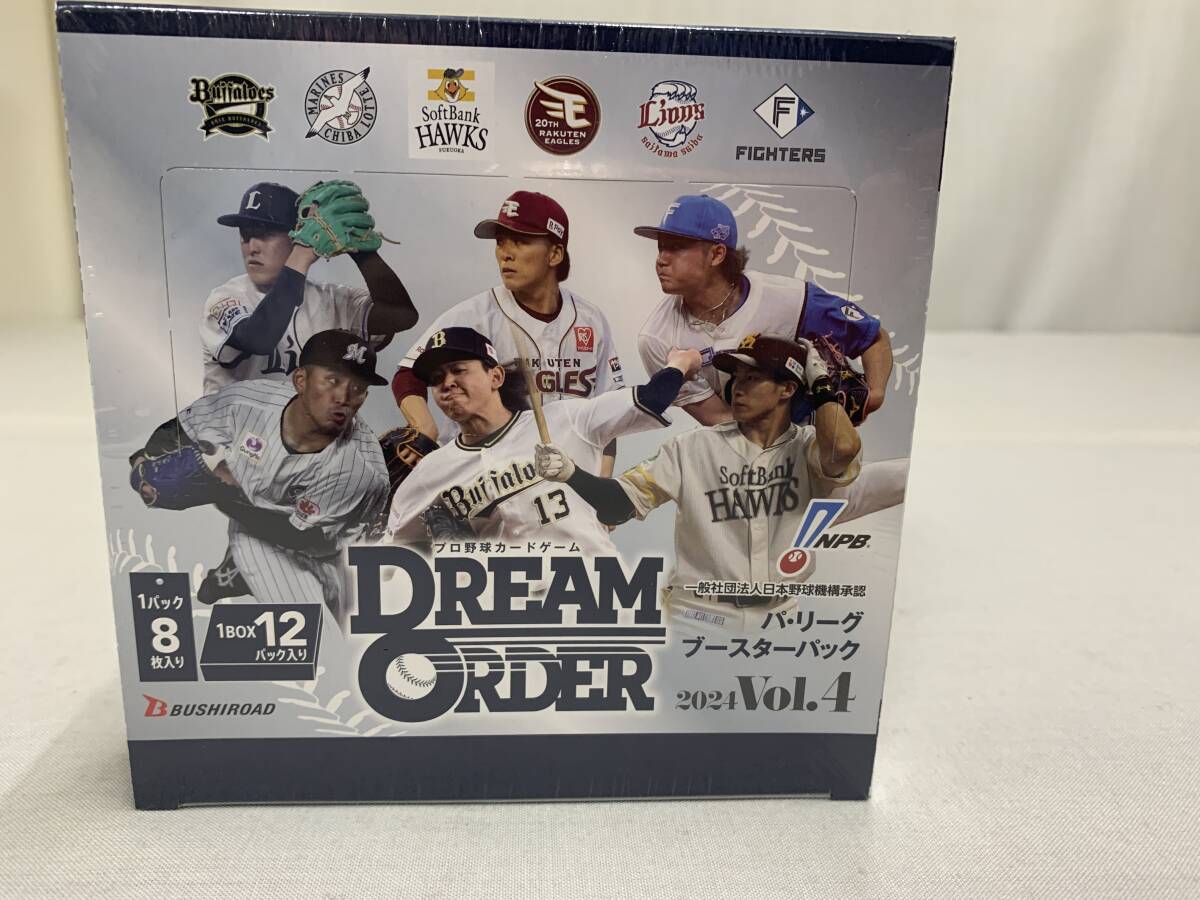 Buffaloes
ORIX BUFFALOES
MARINES
CHIBA LOTTE
SoftBank
HAWKS
FUKUOKA
20TH
RAKUTEN
EAGLES
Lions
saitama seibu
F
FIGHTERS
L
E
F
M
B
RAKUTEN
EAGLES
GungHo
Buffaloes
13
SoftBank
HAWKS
NPB
一般社団法人日本野球機構承認
プロ野球カードゲーム
DREAM
ORDER
1パック
8
枚入り
1BOX12
パック入り
パ・リーグ
ブースターパック
2024 Vol.4
BUSHIROAD